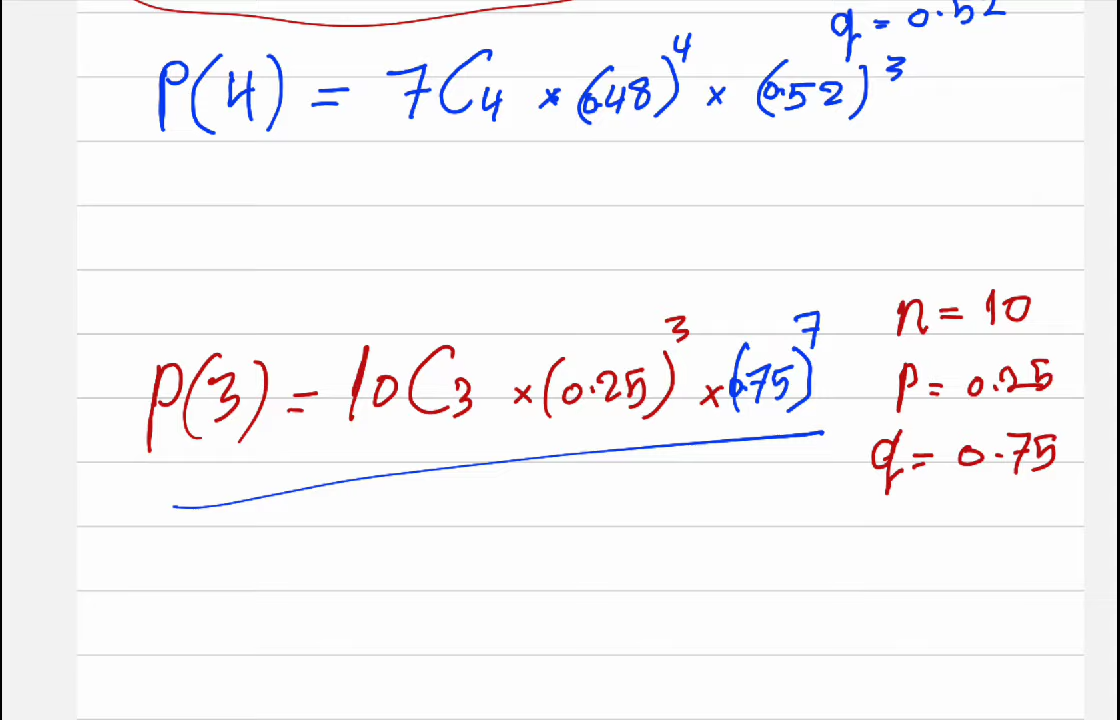 q = 0.52
P(4) = 7C4 × (0.48)^4 × (0.52)^3
n = 10
P(3) = 10C3 × (0.25)^3 × (0.75)^7
p = 0.25
q = 0.75